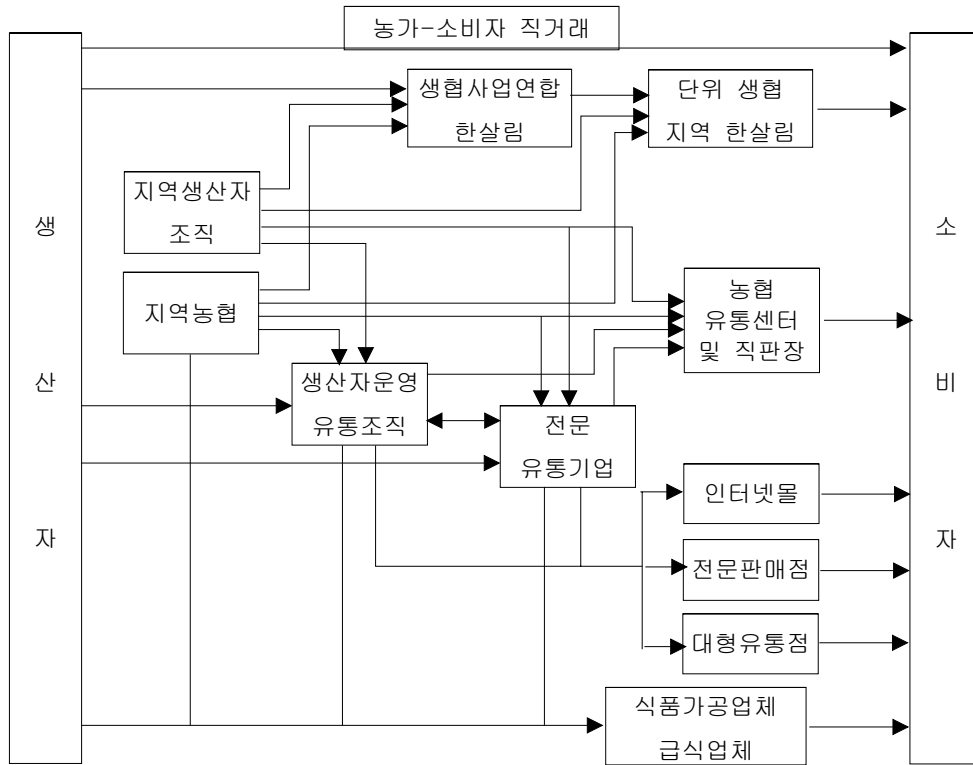 농가-소비자 직거래
생협사업연합
한살림
단위 생협
지역 한살림
지역생산자
조직
생
산
자
소
비
자
지역농협
농협
유통센터
및 직판장
생산자운영
유통조직
전문
유통기업
인터넷몰
전문판매점
대형유통점
식품가공업체
급식업체